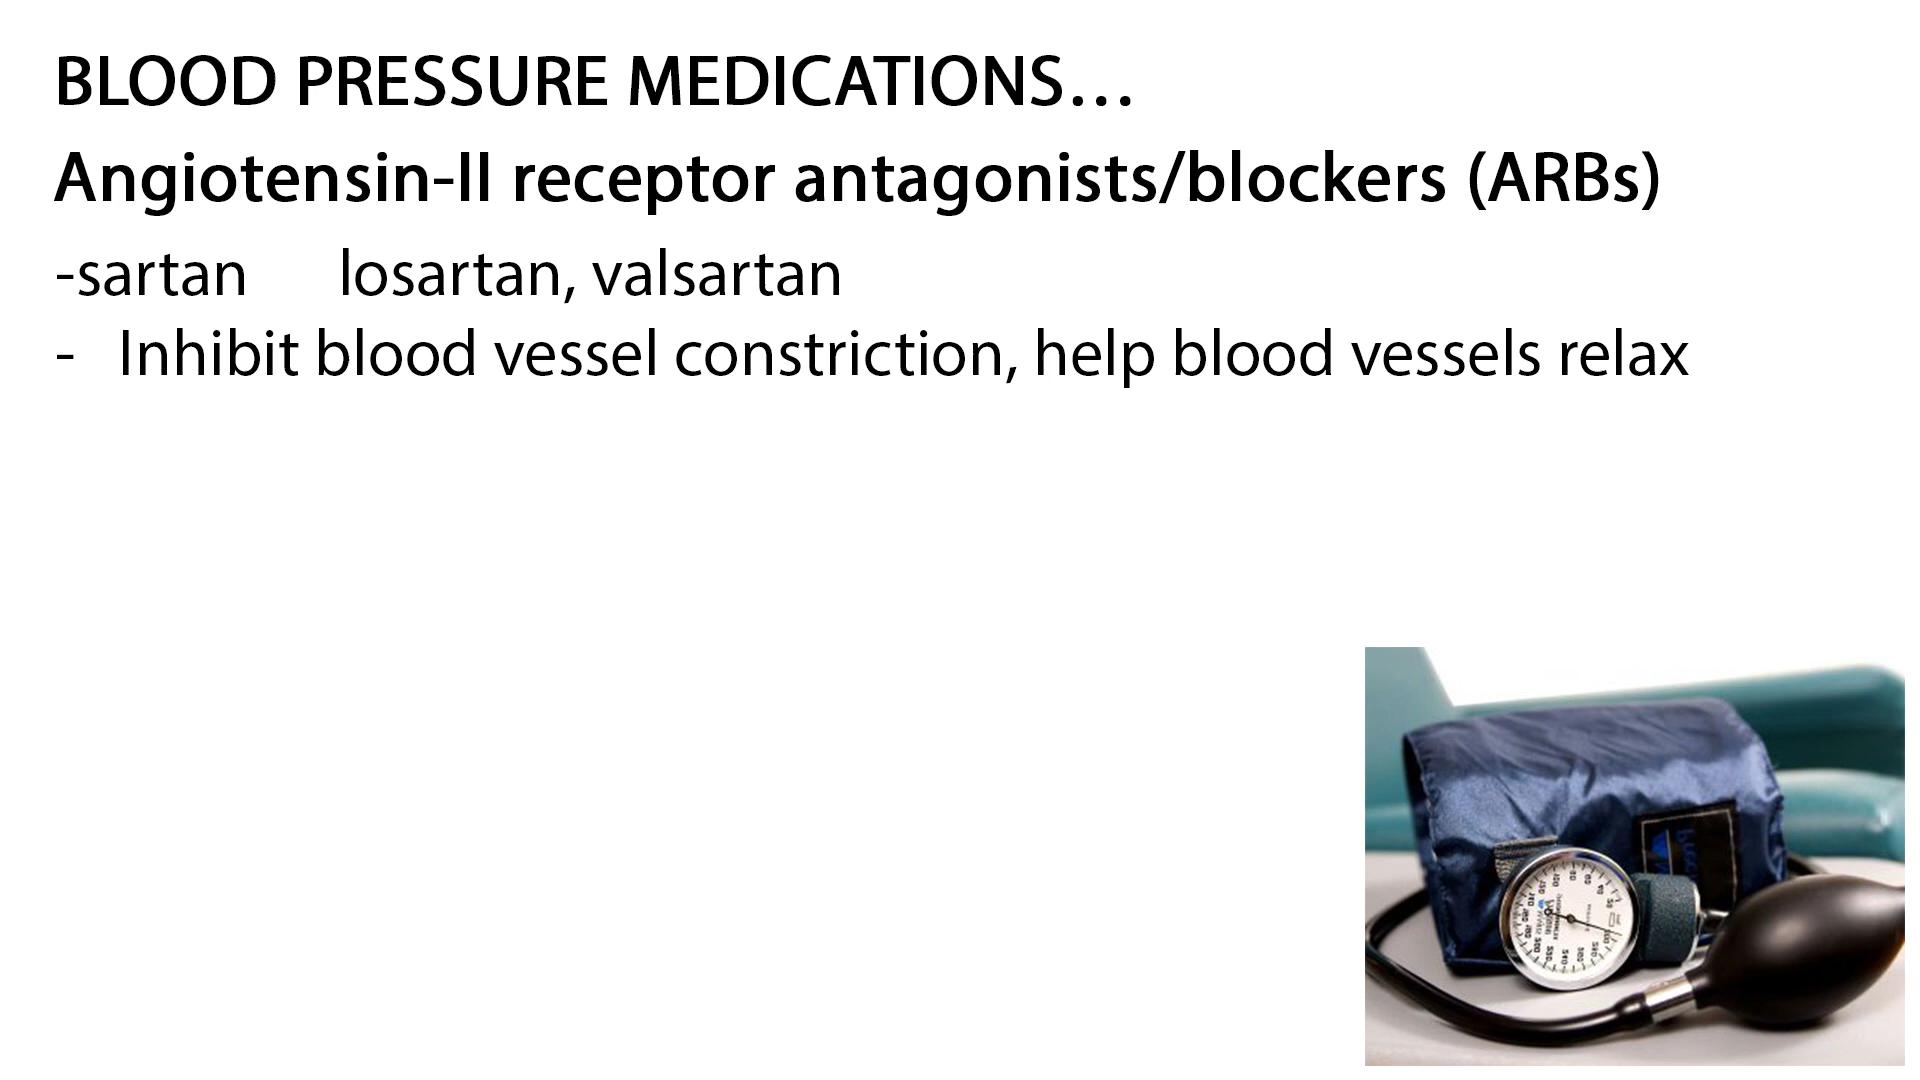 BLOOD PRESSURE MEDICATIONS…
Angiotensin-II receptor antagonists/blockers (ARBs)
-sartan losartan, valsartan
- Inhibit blood vessel constriction, help blood vessels relax